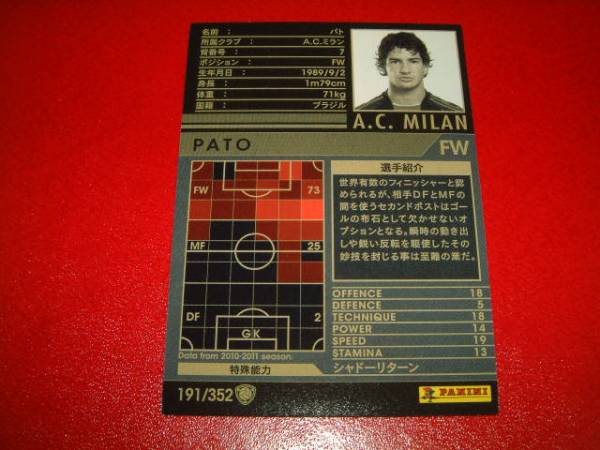 名前 : パト
所属クラブ : A.C.ミラン
背番号 : 7
ポジション : FW
生年月日 : 1989/9/2
身長 : 1m79cm
体重 : 71kg
国籍 : ブラジル
A.C. MILAN
PATO
FW
FW 73
MF 25
DF 2
GK
Data from 2010-2011 season.
選手紹介
世界有数のフィニッシャーと認
められるが、相手DFとMFの
間を使うセカンドポストはゴー
ルの布石として欠かせないオ
プションとなる。瞬時の動き出
しや鋭い反転を駆使したその
妙技を封じる事は至難の業だ。
OFFENCE 18
DEFENCE 5
TECHNIQUE 18
POWER 14
SPEED 19
STAMINA 13
特殊能力
シャドーリターン
191/352
PANINI